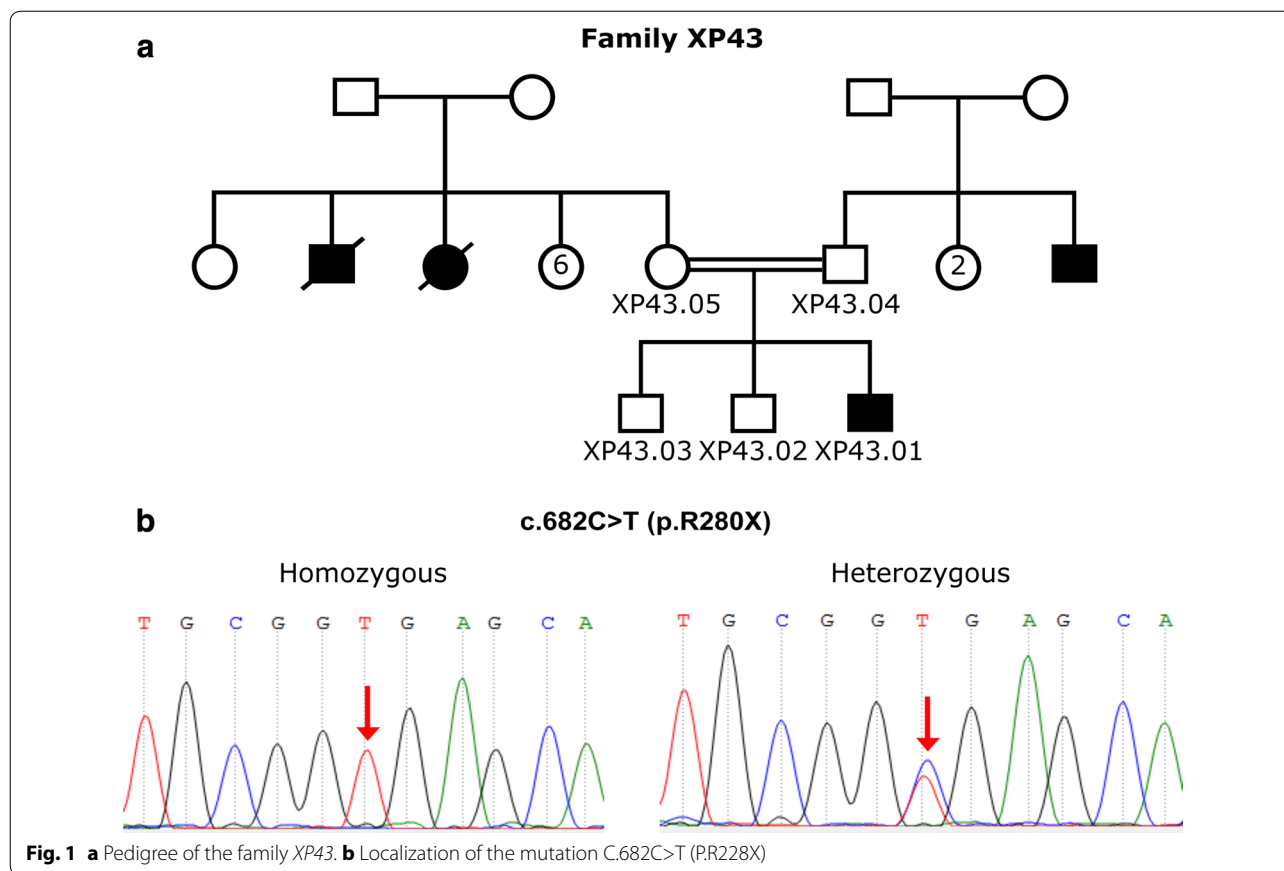 a
Family XP43
6
2
XP43.05
XP43.04
XP43.03
XP43.02
XP43.01
b
c.682C>T (p.R280X)
Homozygous
Heterozygous
T G C G G T G A G C A
T G C G G T G A G C A
Fig. 1 a Pedigree of the family XP43. b Localization of the mutation C.682C>T (P.R228X)